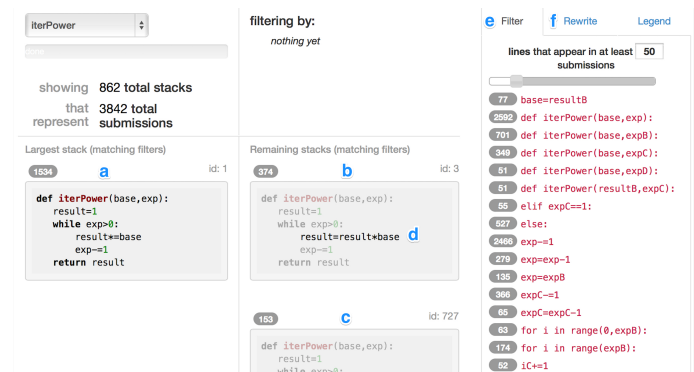 iterPower
done
showing 862 total stacks
that represent 3842 total submissions
filtering by:
nothing yet
Largest stack (matching filters)
1534 a id: 1
def iterPower(base,exp):
result=1
while exp>0:
result*=base
exp-=1
return result
Remaining stacks (matching filters)
374 b id: 3
def iterPower(base,exp):
result=1
while exp>0:
result=result*base d
exp-=1
return result
153 c id: 727
def iterPower(base,exp):
result=1
while exp>0:
e Filter f Rewrite Legend
lines that appear in at least 50
submissions
77 base=resultB
2592 def iterPower(base,exp):
701 def iterPower(base,expB):
349 def iterPower(base,expC):
51 def iterPower(base,expD):
51 def iterPower(resultB,expC):
55 elif expC==1:
527 else:
2466 exp-=1
279 exp=exp-1
135 exp=expB
366 expC-=1
65 expC=expC-1
63 for i in range(0,expB):
174 for i in range(expB):
52 iC+=1